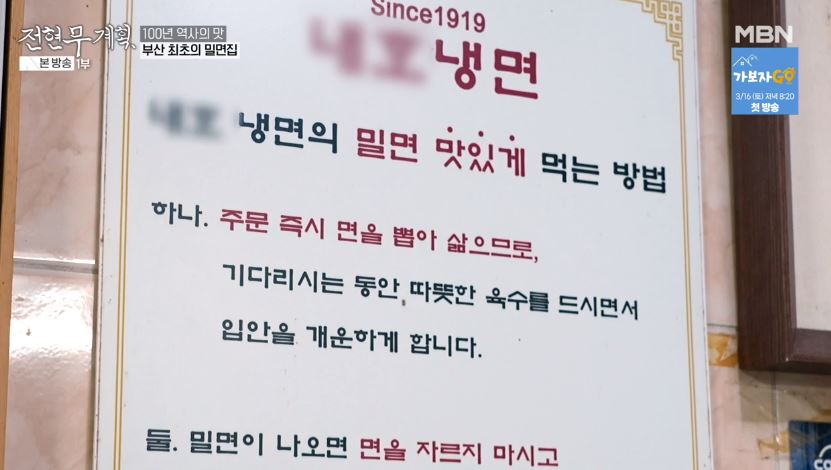 전현무계획
본 방송 1부
100년 역사의 맛
부산 최초의 밀면집
MBN
가보자GO
3/16 (토) 저녁 8:20
첫 방송
Since1919
냉면
냉면의 밀면 맛있게 먹는 방법
하나. 주문 즉시 면을 뽑아 삶으므로,
기다리시는 동안 따뜻한 육수를 드시면서
입안을 개운하게 합니다.
둘. 밀면이 나오면 면을 자르지 마시고